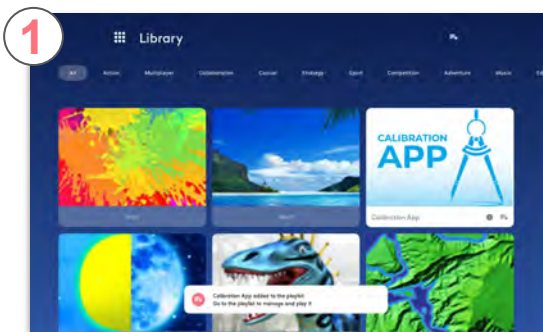 1
Library
All Action Multiplayer Collaboration Casual Strategy Sport Competition Adventure Music
CALIBRATION
APP
Calibration App
Calibration App added to the playlist
Go to the playlist to manage and play it